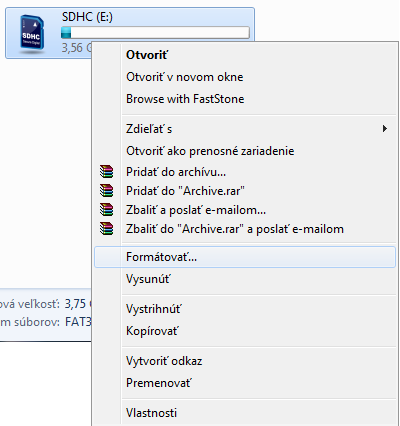 SDHC (E:)
SDHC
3,56
Otvoriť
Otvoriť v novom okne
Browse with FastStone
Zdieľať s
Otvoriť ako prenosné zariadenie
Pridať do archívu...
Pridať do "Archive.rar"
Zbaliť a poslať e-mailom...
Zbaliť do "Archive.rar" a poslať e-mailom
Formátovať...
Vysunúť
ová veľkosť: 3,75
m súborov: FAT3
Vystrihnúť
Kopírovať
Vytvoriť odkaz
Premenovať
Vlastnosti